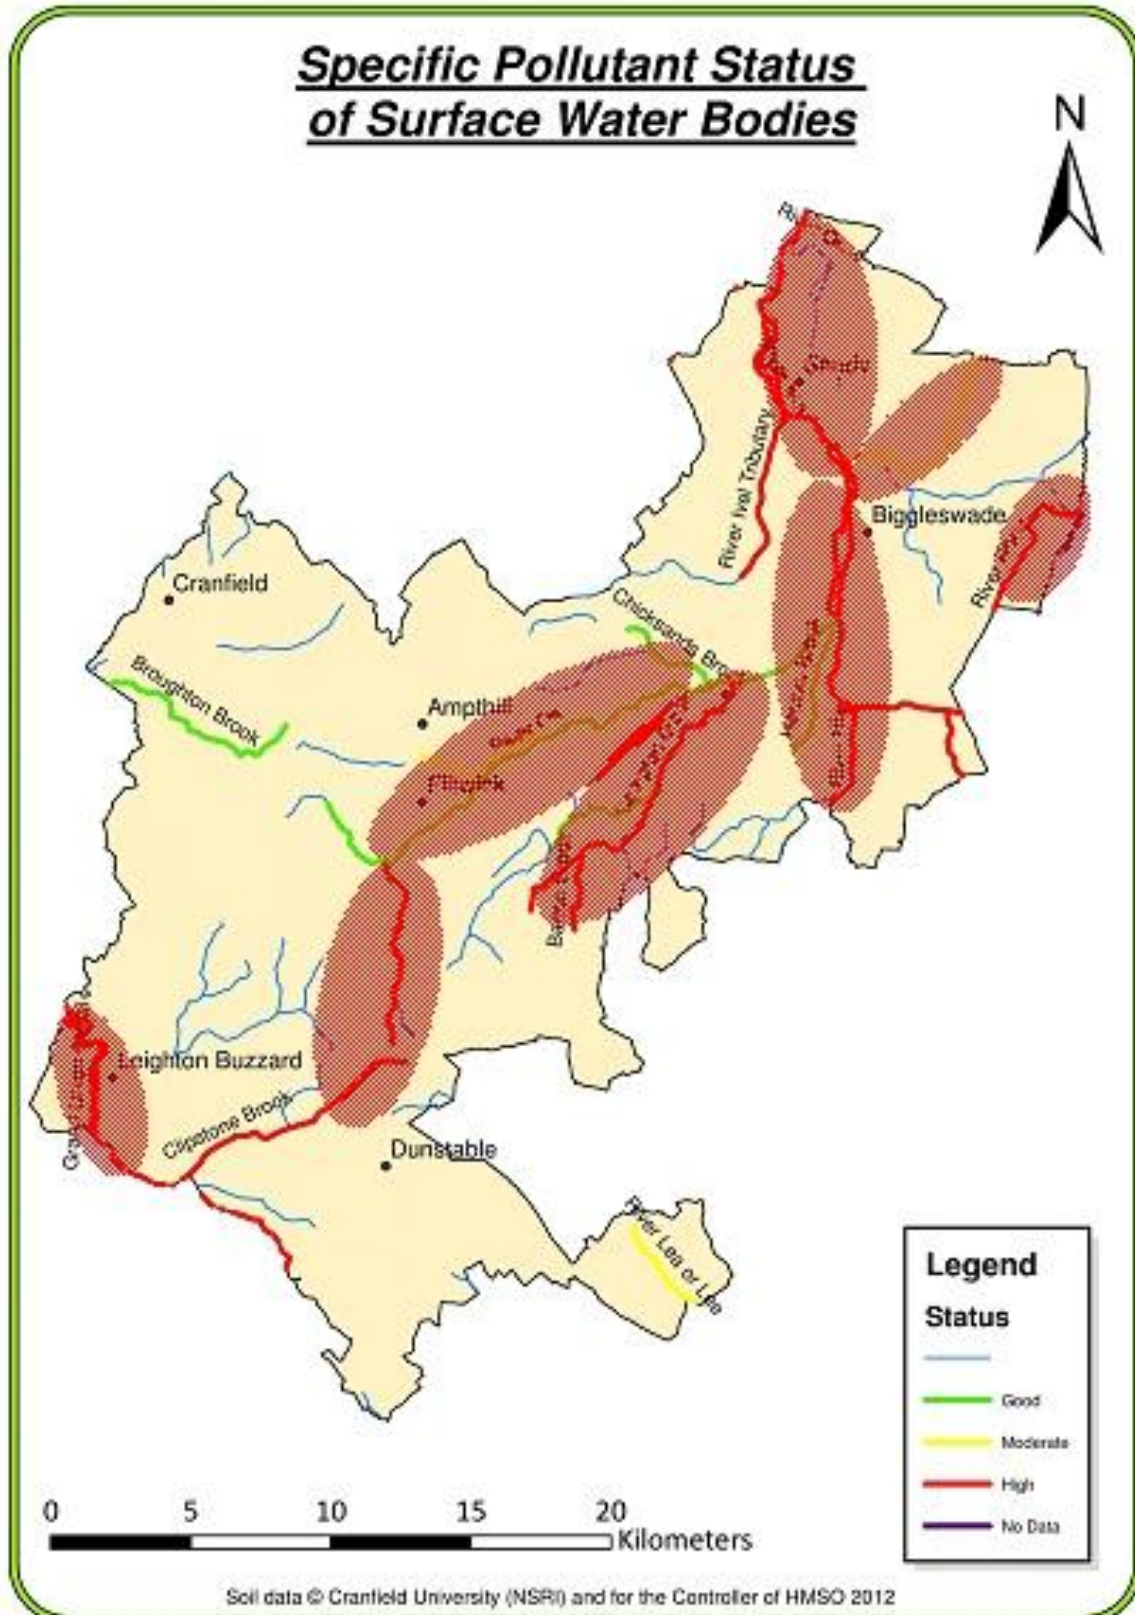 Specific Pollutant Status
of Surface Water Bodies
N
River Ivel Tributary
Biggleswade
River
Cranfield
Chicksands
Broughton Brook
Ampthill
Flitwick
Leighton Buzzard
Clipstone Brook
Dunstable
River Lea or Lee
Legend
Status
Good
Moderate
High
No Data
0 5 10 15 20
Kilometers
Soil data © Cranfield University (NSRI) and for the Controller of HMSO 2012